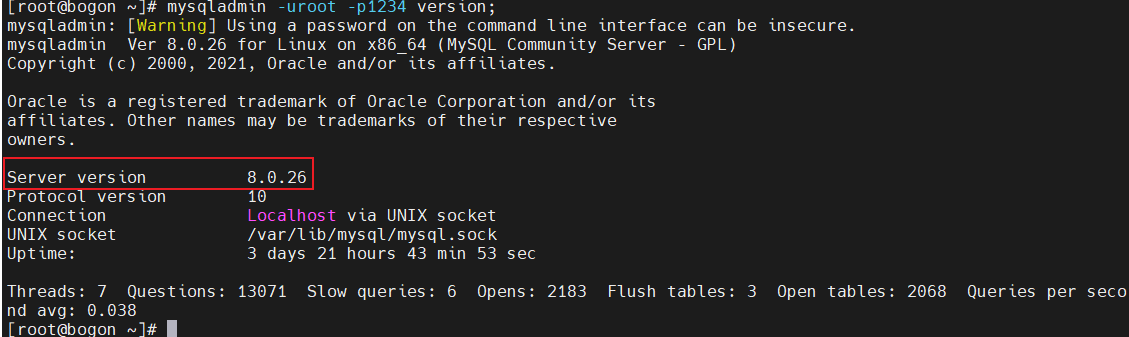 [root@bogon ~]# mysqladmin -uroot -p1234 version;
mysqladmin: [Warning] Using a password on the command line interface can be insecure.
mysqladmin  Ver 8.0.26 for Linux on x86_64 (MySQL Community Server - GPL)
Copyright (c) 2000, 2021, Oracle and/or its affiliates.

Oracle is a registered trademark of Oracle Corporation and/or its
affiliates. Other names may be trademarks of their respective
owners.

Server version          8.0.26
Protocol version        10
Connection              Localhost via UNIX socket
UNIX socket             /var/lib/mysql/mysql.sock
Uptime:                 3 days 21 hours 43 min 53 sec

Threads: 7  Questions: 13071  Slow queries: 6  Opens: 2183  Flush tables: 3  Open tables: 2068  Queries per seco
nd avg: 0.038
[root@bogon ~]#